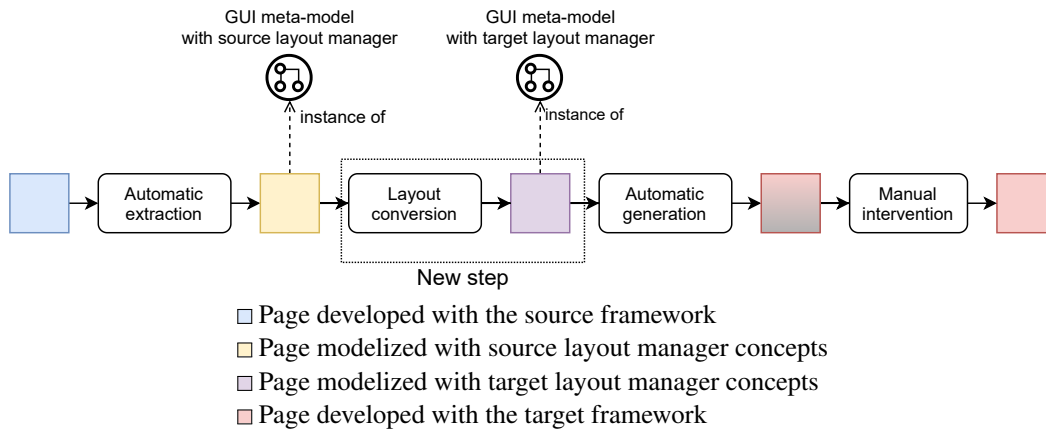 GUI meta-model
with source layout manager
GUI meta-model
with target layout manager
instance of
instance of
Automatic
extraction
Layout
conversion
Automatic
generation
Manual
intervention
New step
Page developed with the source framework
Page modelized with source layout manager concepts
Page modelized with target layout manager concepts
Page developed with the target framework